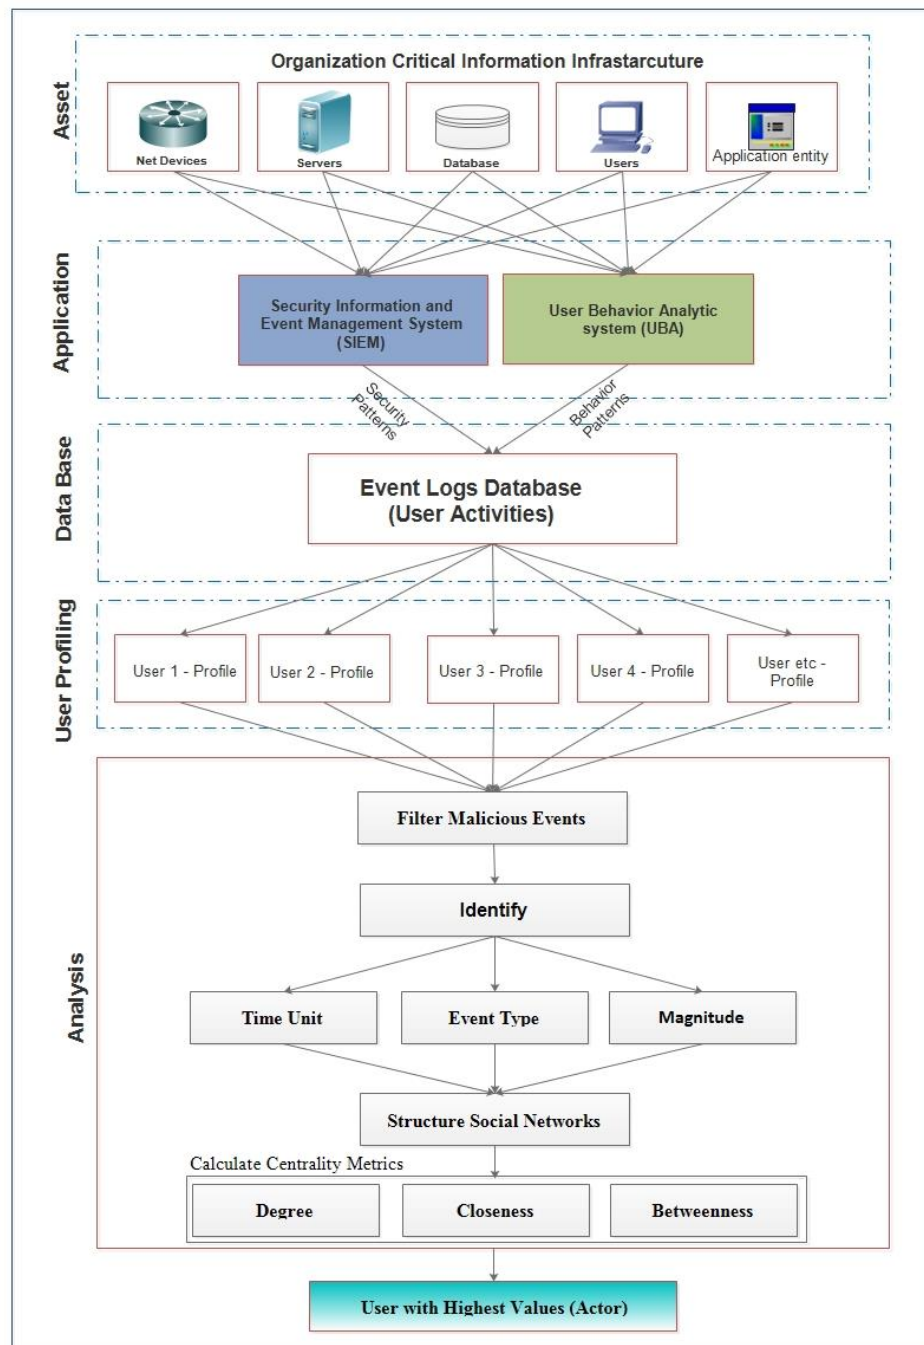 Asset
Organization Critical Information Infrastarcuture
Net Devices
Servers
Database
Users
Application entity
Application
Security Information and
Event Management System
(SIEM)
User Behavior Analytic
system (UBA)
Security
Patterns
Behavior
Patterns
Data Base
Event Logs Database
(User Activities)
User Profiling
User 1 - Profile
User 2 - Profile
User 3 - Profile
User 4 - Profile
User etc -
Profile
Analysis
Filter Malicious Events
Identify
Time Unit
Event Type
Magnitude
Structure Social Networks
Calculate Centrality Metrics
Degree
Closeness
Betweenness
User with Highest Values (Actor)